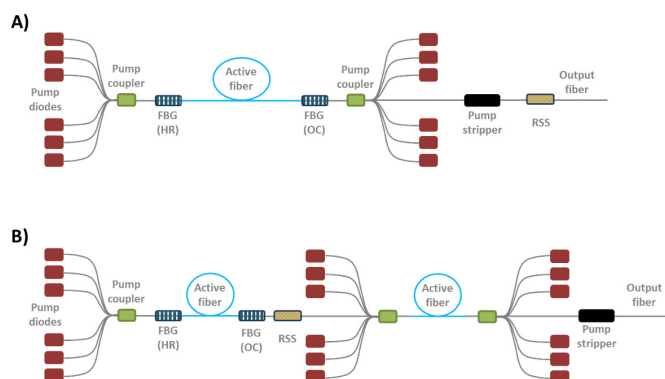 A)
Pump
coupler
Active
fiber
Pump
coupler
Output
fiber
Pump
diodes
FBG
(HR)
FBG
(OC)
Pump
stripper
RSS
B)
Pump
coupler
Active
fiber
Active
fiber
Output
fiber
Pump
diodes
FBG
(HR)
FBG
(OC)
RSS
Pump
stripper